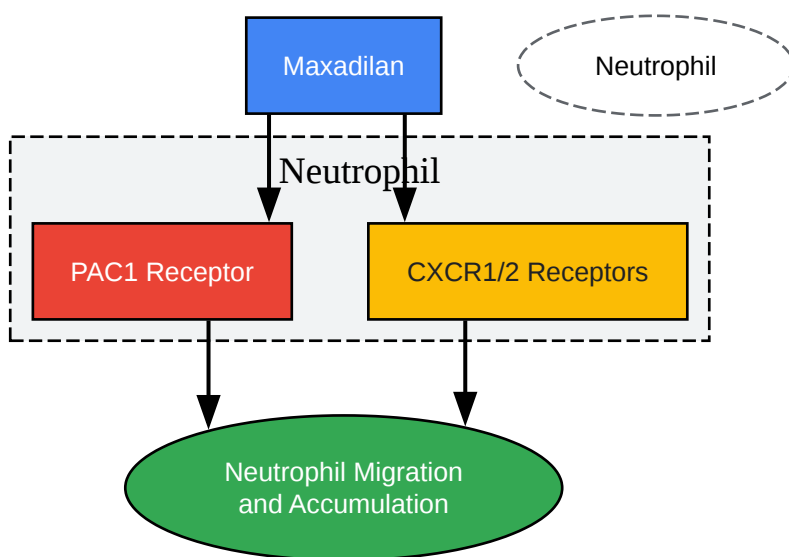 Maxadilan
Neutrophil
Neutrophil
PAC1 Receptor
CXCR1/2 Receptors
Neutrophil Migration
and Accumulation